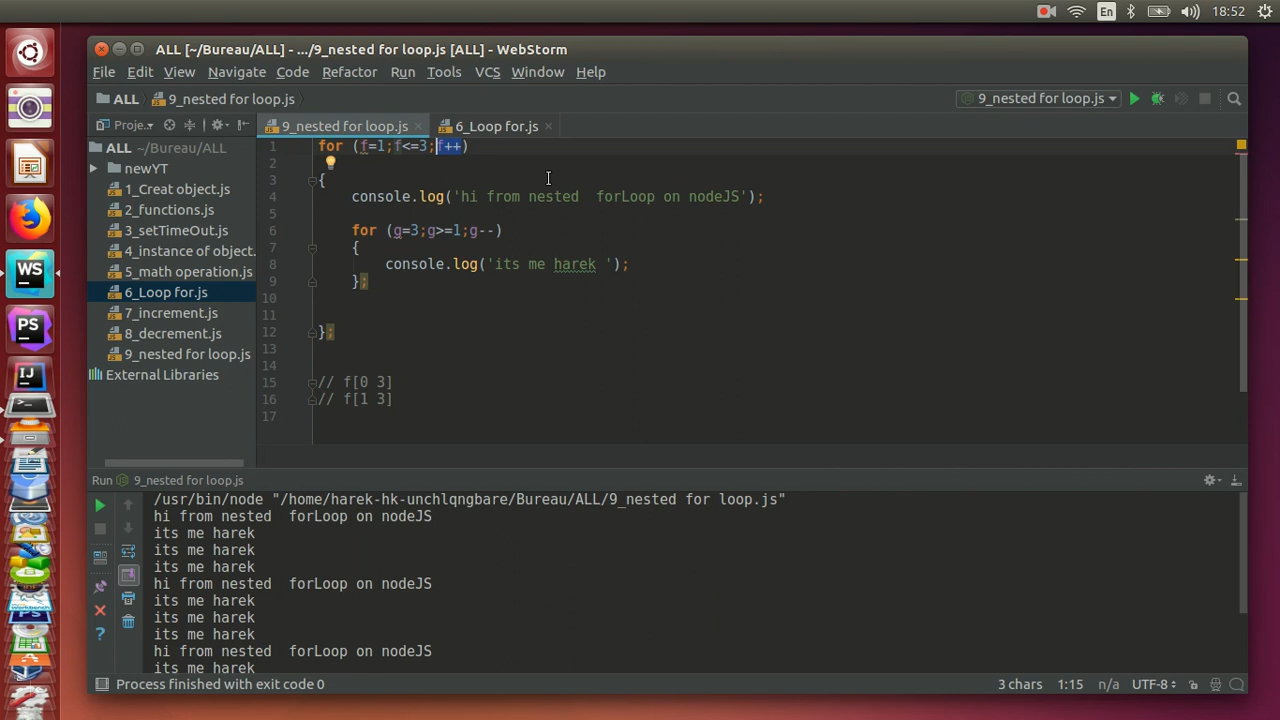 En 18:52
ALL [~/Bureau/ALL] - .../9_nested for loop.js [ALL] - WebStorm
File Edit View Navigate Code Refactor Run Tools VCS Window Help
ALL 9_nested for loop.js 9_nested for loop.js
Proje... 9_nested for loop.js 6_Loop for.js
ALL ~/Bureau/ALL
newYT
1_Creat object.js
2_functions.js
3_setTimeOut.js
4_instance of object.
5_math operation.js
6_Loop for.js
7_increment.js
8_decrement.js
9_nested for loop.js
External Libraries
1 for (f=1;f<=3;f++)
2
3 {
4 console.log('hi from nested  forLoop on nodeJS');
5
6 for (g=3;g>=1;g--)
7 {
8 console.log('its me harek ');
9 };
10
11
12 };
13
14
15 // f[0 3]
16 // f[1 3]
17
Run 9_nested for loop.js
/usr/bin/node "/home/harek-hk-unchlqngbare/Bureau/ALL/9_nested for loop.js"
hi from nested  forLoop on nodeJS
its me harek
its me harek
its me harek
hi from nested  forLoop on nodeJS
its me harek
its me harek
its me harek
hi from nested  forLoop on nodeJS
its me harek
Process finished with exit code 0 3 chars 1:15 n/a UTF-8
WS
PS
IJ